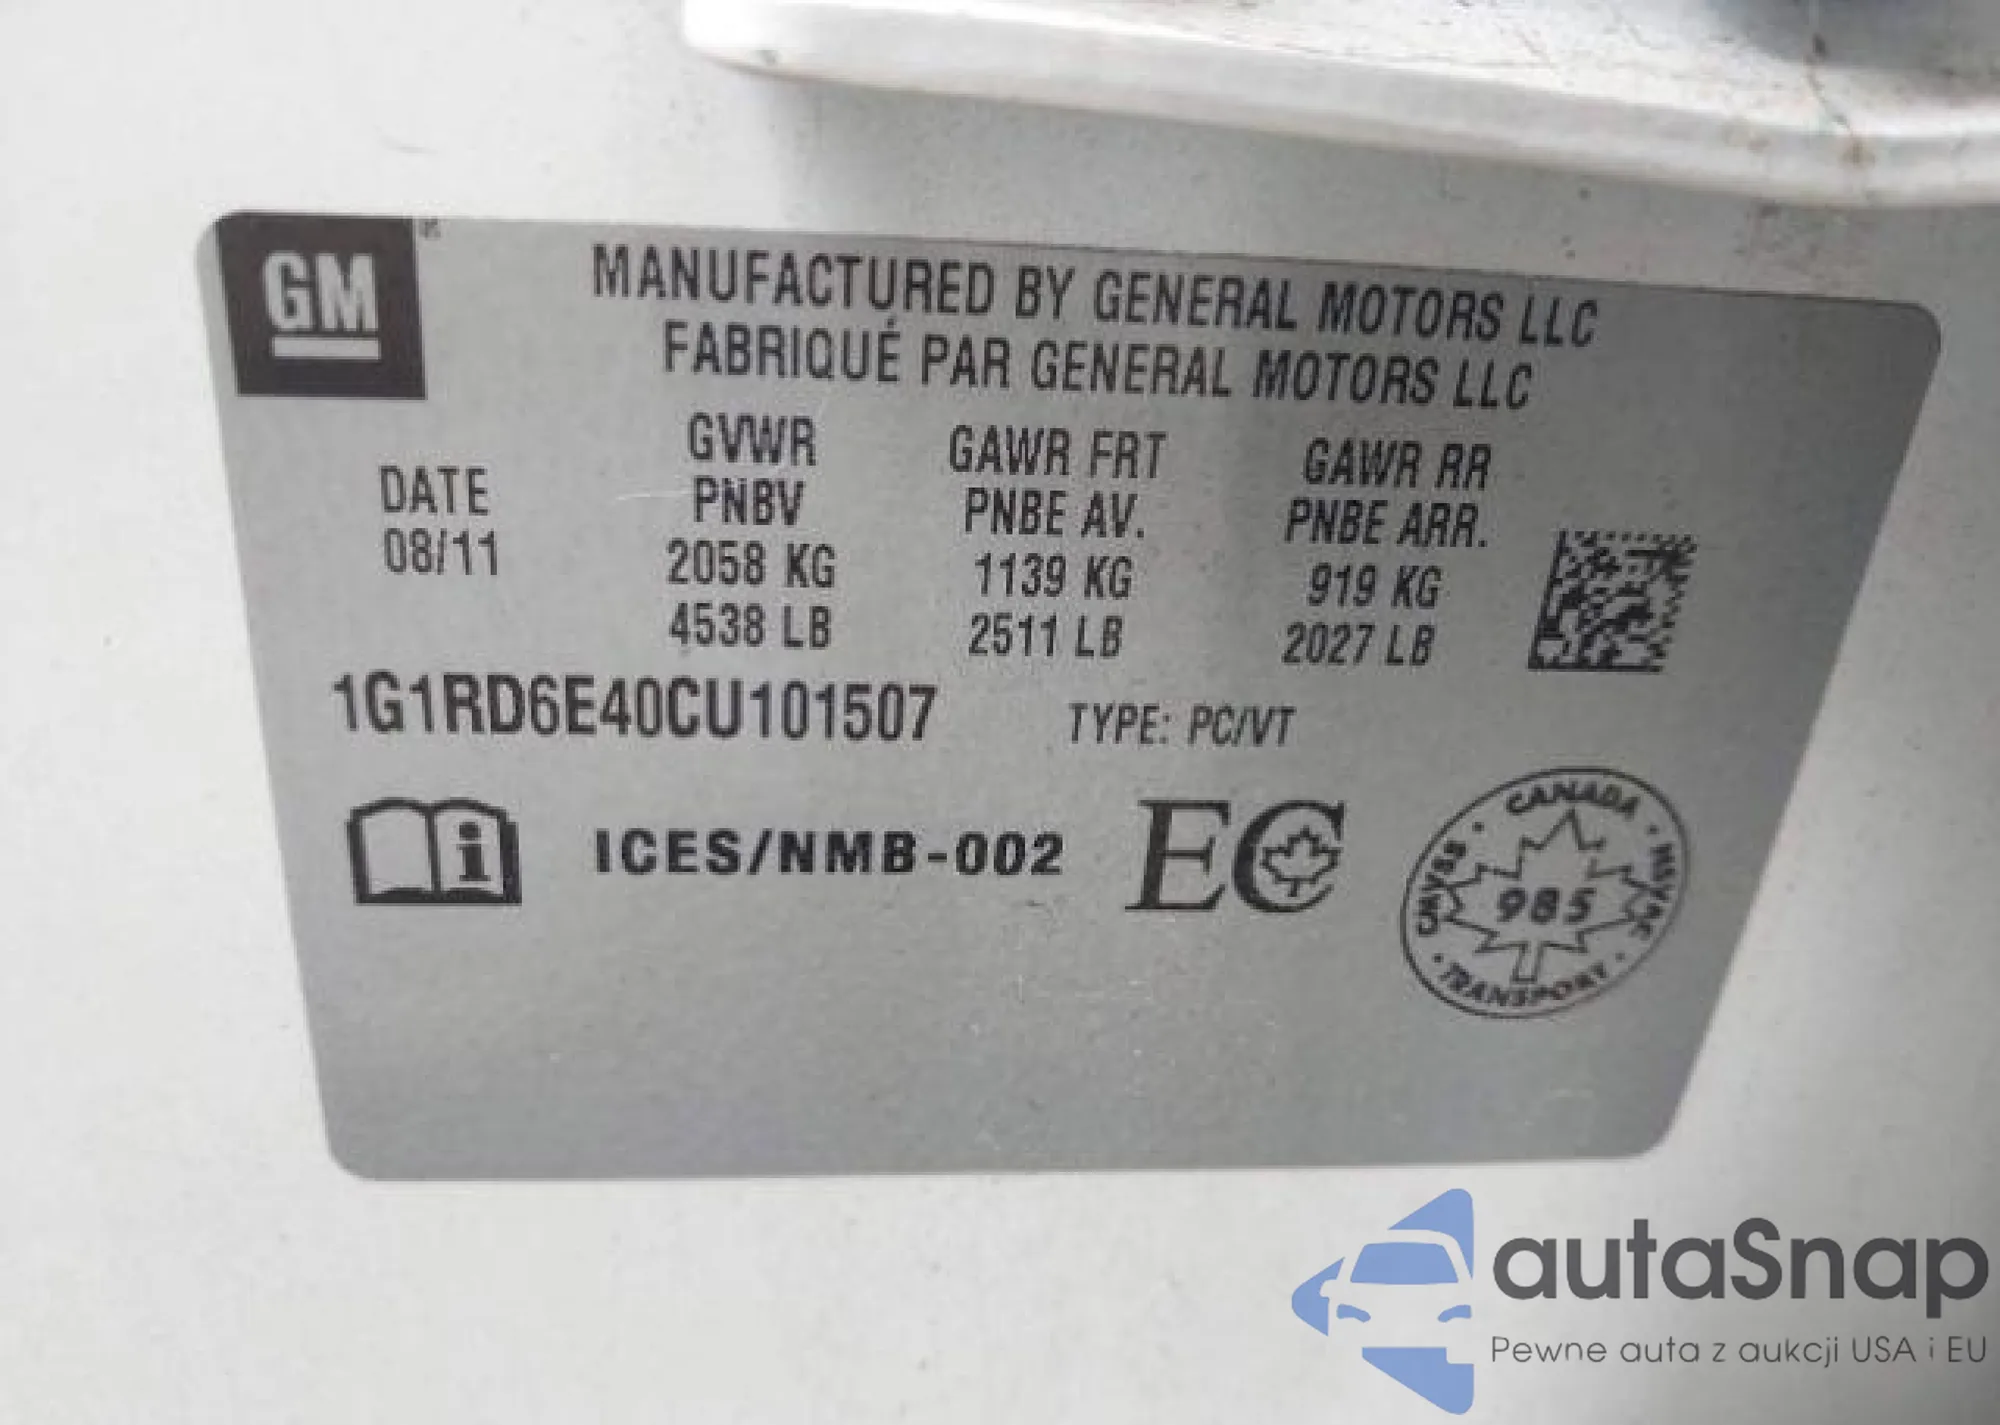 GM
MANUFACTURED BY GENERAL MOTORS LLC
FABRIQUÉ PAR GENERAL MOTORS LLC
DATE
08/11
GVWR
PNBV
2058 KG
4538 LB
GAWR FRT
PNBE AV.
1139 KG
2511 LB
GAWR RR
PNBE ARR.
919 KG
2027 LB
1G1RD6E40CU101507 TYPE: PC/VT
i
ICES/NMB-002
EC
CANADA
CMVSS
985
NSVAC
TRANSPORT
autaSnap
Pewne auta z aukcji USA i EU